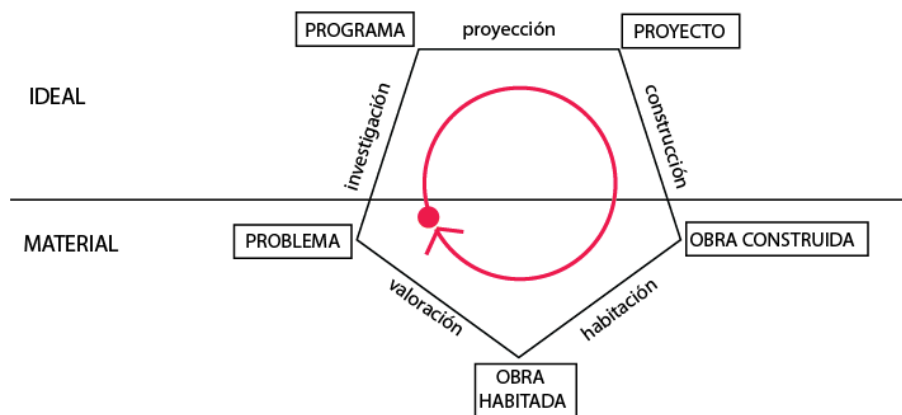 PROGRAMA
proyección
PROYECTO
IDEAL
investigación
construcción
MATERIAL
PROBLEMA
OBRA CONSTRUIDA
valoración
habitación
OBRA
HABITADA